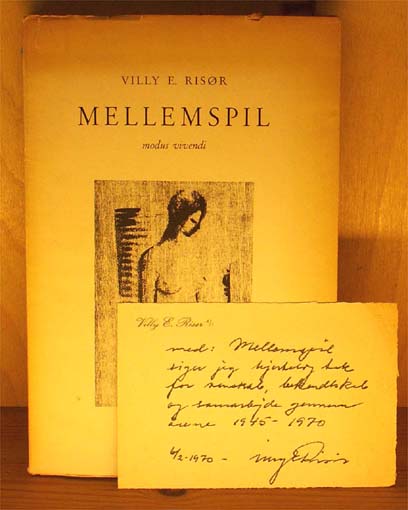 VILLY E. RISØR
MELLEMSPIL
modus vivendi
Villy E. Risør A/S
med: Mellemspil
siger jeg hjertelig tak
for venskab, bekendtskab
og samarbejde gennem
årene 1945 - 1970
6/2-1970 -